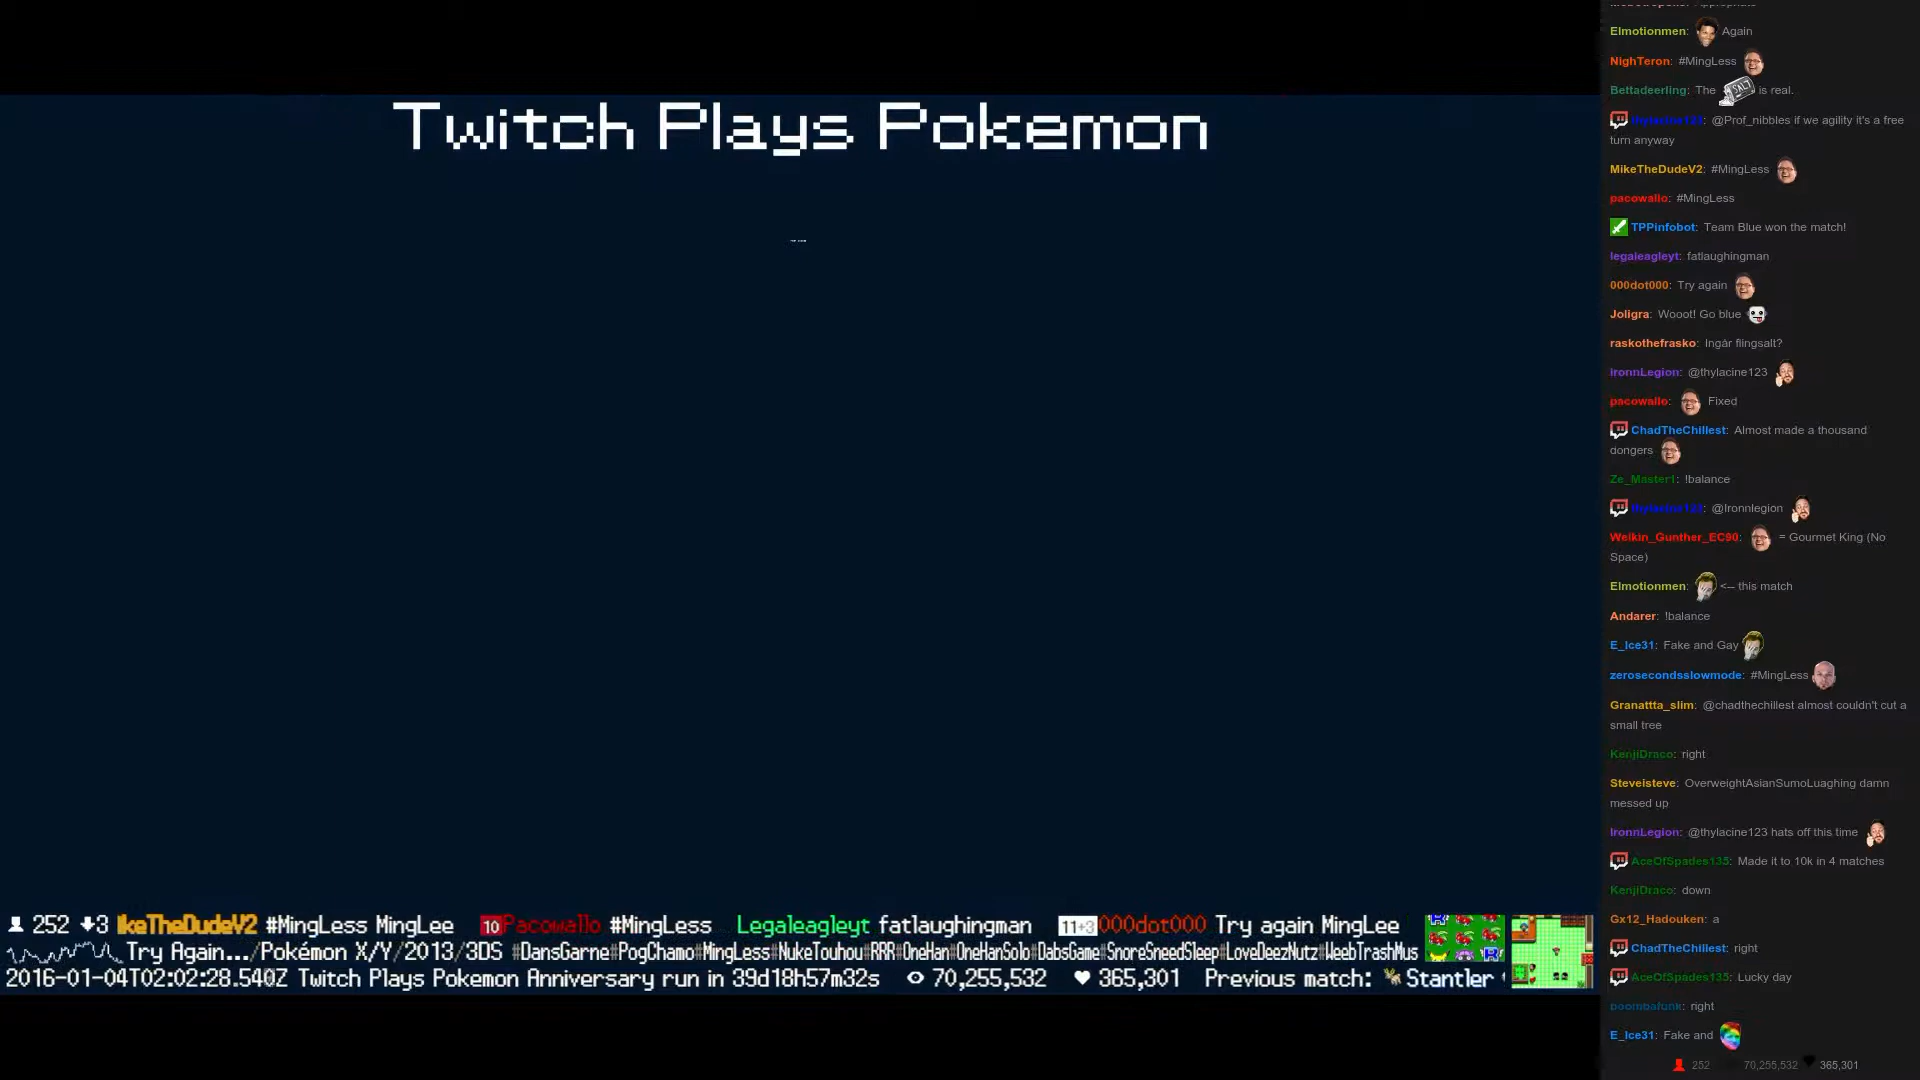 Twitch Plays Pokemon
252 3 ikeTheDudeV2 #MingLess MingLee 10 Pacowallo #MingLess Legaleagleyt fatlaughingman 11+3 000dot000 Try again MingLee
Try Again.../Pokémon X/Y/2013/3DS #DansGame#PogChamp#MingLess#NukeTouhou#RRR#OneHan#OneHanSolo#DabsGame#SnoreSneedSleep#LoveDeezNutz#WeebTrashMus
2016-01-04T02:02:28.540Z Twitch Plays Pokemon Anniversary run in 39d18h57m32s 70,255,532 365,301 Previous match: Stantler
Elmotionmen: Again
NighTeron: #MingLess
Bettadeerling: The SALT is real.
thylacine123: @Prof_nibbles if we agility it's a free
turn anyway
MikeTheDudeV2: #MingLess
pacowallo: #MingLess
TPPinfobot: Team Blue won the match!
legaleagleyt: fatlaughingman
000dot000: Try again
Joligra: Wooot! Go blue
raskothefrasko: Ingår flingsalt?
IronnLegion: @thylacine123
pacowallo: Fixed
ChadTheChillest: Almost made a thousand
dongers
Ze_Master1: !balance
thylacine123: @Ironnlegion
Welkin_Gunther_EC90: = Gourmet King (No
Space)
Elmotionmen: <-- this match
Andarer: !balance
E_Ice31: Fake and Gay
zerosecondsslowmode: #MingLess
Granattta_slim: @chadthechillest almost couldn't cut a
small tree
KenjiDraco: right
Steveisteve: OverweightAsianSumoLuaghing damn
messed up
IronnLegion: @thylacine123 hats off this time
AceOfSpades135: Made it to 10k in 4 matches
KenjiDraco: down
Gx12_Hadouken: a
ChadTheChillest: right
AceOfSpades135: Lucky day
poombafunk: right
E_Ice31: Fake and
252 70,255,532 365,301